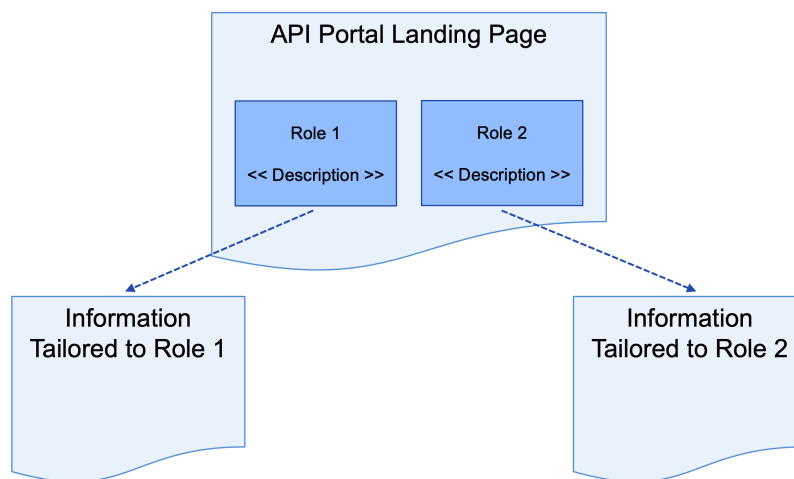 API Portal Landing Page
Role 1
<< Description >>
Role 2
<< Description >>
Information
Tailored to Role 1
Information
Tailored to Role 2